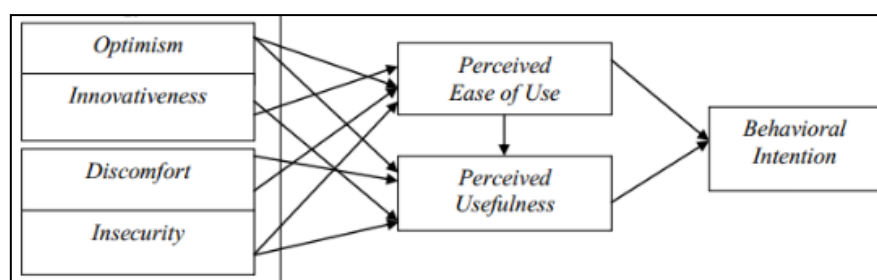 Optimism
Innovativeness
Discomfort
Insecurity
Perceived
Ease of Use
Perceived
Usefulness
Behavioral
Intention